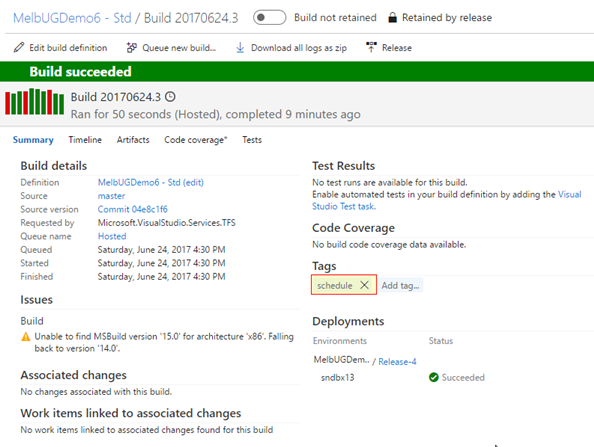 MelbUGDemo6 - Std / Build 20170624.3
Build not retained
Retained by release
Edit build definition
Queue new build...
Download all logs as zip
Release
Build succeeded
Build 20170624.3
Ran for 50 seconds (Hosted), completed 9 minutes ago
Summary
Timeline
Artifacts
Code coverage*
Tests
Build details
Definition MelbUGDemo6 - Std (edit)
Source master
Source version Commit 04e8c1f6
Requested by Microsoft.VisualStudio.Services.TFS
Queue name Hosted
Queued Saturday, June 24, 2017 4:30 PM
Started Saturday, June 24, 2017 4:30 PM
Finished Saturday, June 24, 2017 4:30 PM
Issues
Build
Unable to find MSBuild version '15.0' for architecture 'x86'. Falling
back to version '14.0'.
Associated changes
No changes associated with this build.
Work items linked to associated changes
No work items linked to associated changes found for this build
Test Results
No test runs are available for this build.
Enable automated tests in your build definition by adding the Visual
Studio Test task.
Code Coverage
No build code coverage data available.
Tags
schedule
Add tag...
Deployments
Environments Status
MelbUGDem.. / Release-4
sndbx13 Succeeded